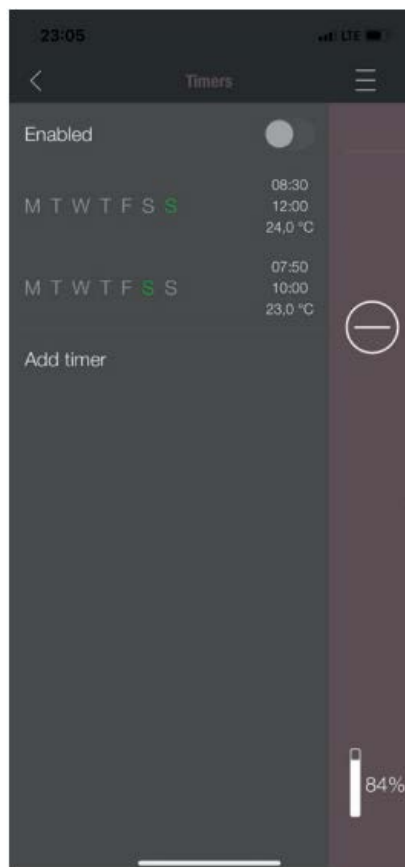 23:05 LTE
Timers
Enabled
M T W T F S S
08:30
12:00
24,0 °C
M T W T F S S
07:50
10:00
23,0 °C
Add timer
84%